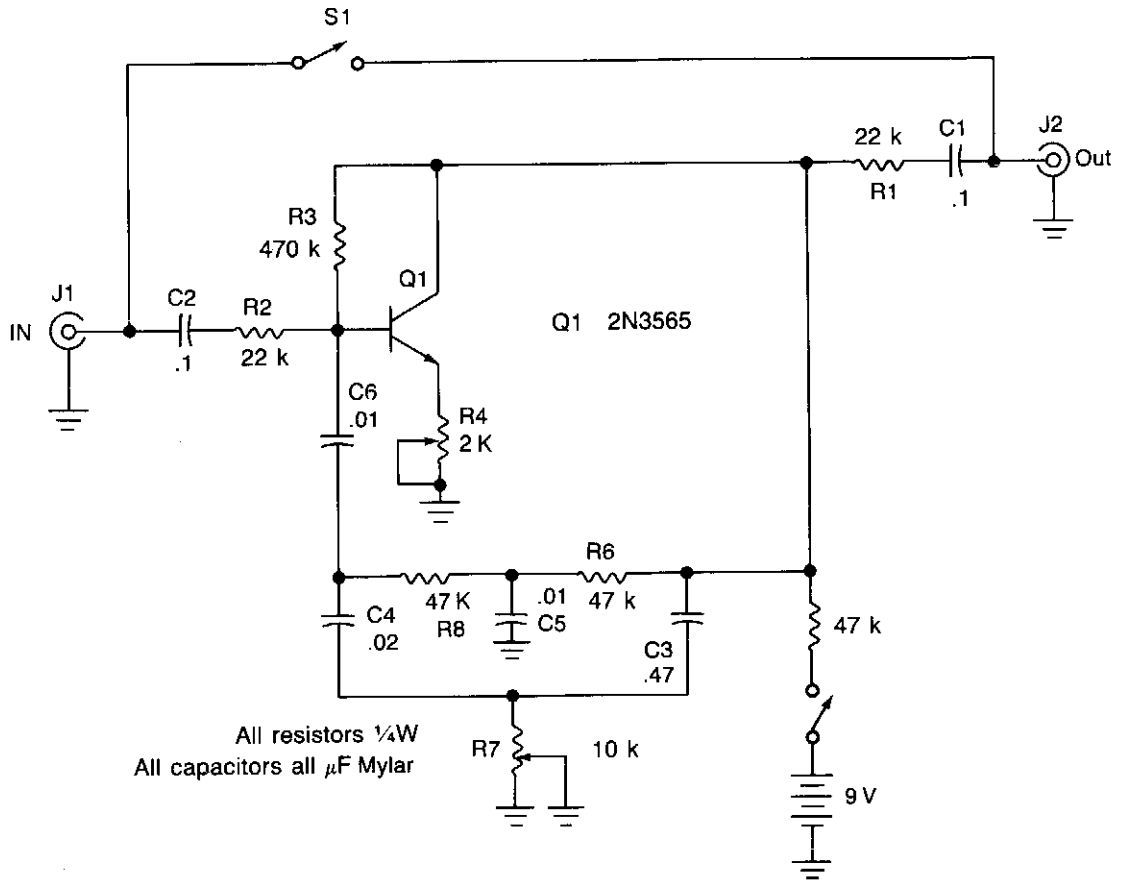 S1
22 k
C1
J2
Out
R1
.1
R3
470 k
Q1
J1
C2
R2
IN
Q1 2N3565
.1
22 k
C6
.01
R4
2 K
R6
47 K
.01
47 k
C4
R8
C5
.02
47 k
C3
.47
All resistors ¼W
R7
10 k
All capacitors all μF Mylar
9 V